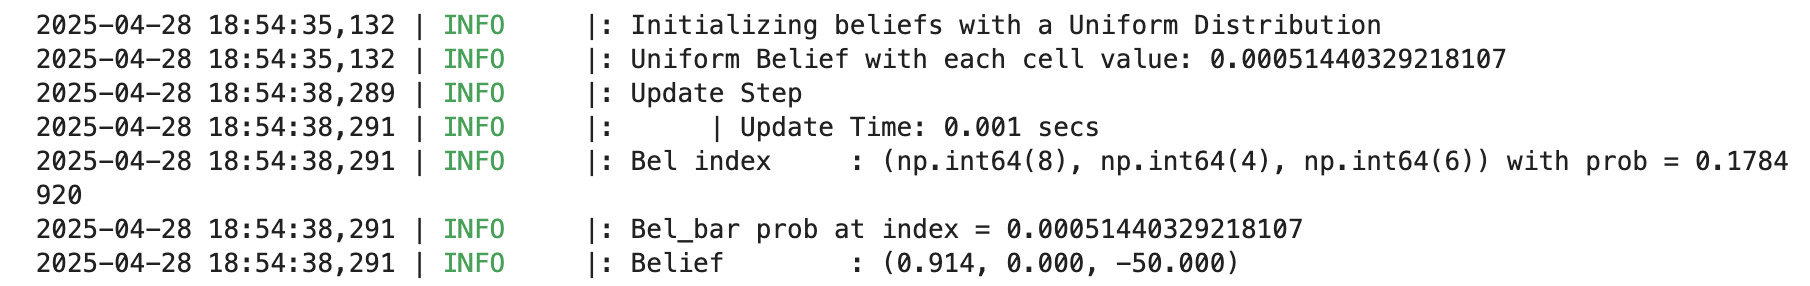 2025-04-28 18:54:35,132 | INFO     |: Initializing beliefs with a Uniform Distribution
2025-04-28 18:54:35,132 | INFO     |: Uniform Belief with each cell value: 0.00051440329218107
2025-04-28 18:54:38,289 | INFO     |: Update Step
2025-04-28 18:54:38,291 | INFO     |:      | Update Time: 0.001 secs
2025-04-28 18:54:38,291 | INFO     |: Bel index     : (np.int64(8), np.int64(4), np.int64(6)) with prob = 0.1784
920
2025-04-28 18:54:38,291 | INFO     |: Bel_bar prob at index = 0.00051440329218107
2025-04-28 18:54:38,291 | INFO     |: Belief        : (0.914, 0.000, -50.000)